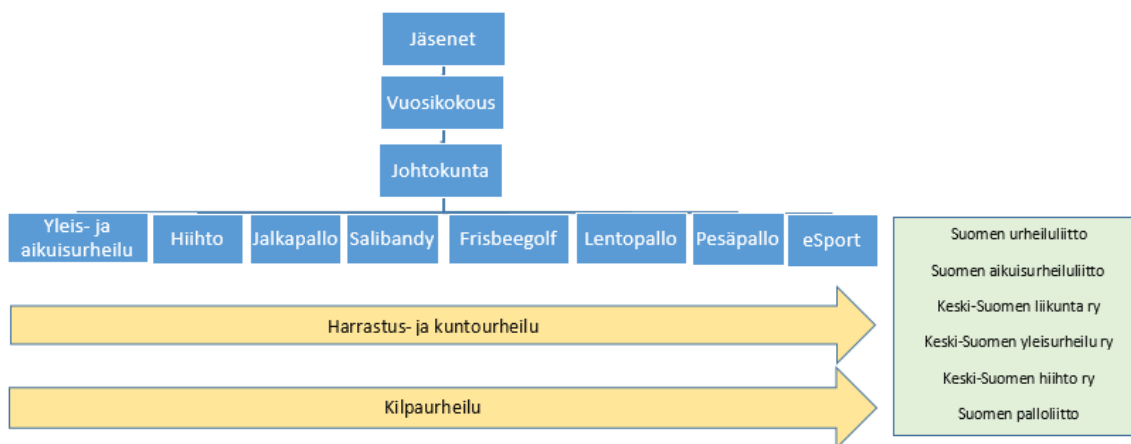 Jäsenet
Vuosikokous
Johtokunta
Yleis- ja
aikuisurheilu
Hiihto
Jalkapallo
Salibandy
Frisbeegolf
Lentopallo
Pesäpallo
eSport
Harrastus- ja kuntourheilu
Kilpaurheilu
Suomen urheiluliitto
Suomen aikuisurheiluliitto
Keski-Suomen liikunta ry
Keski-Suomen yleisurheilu ry
Keski-Suomen hiihto ry
Suomen palloliitto